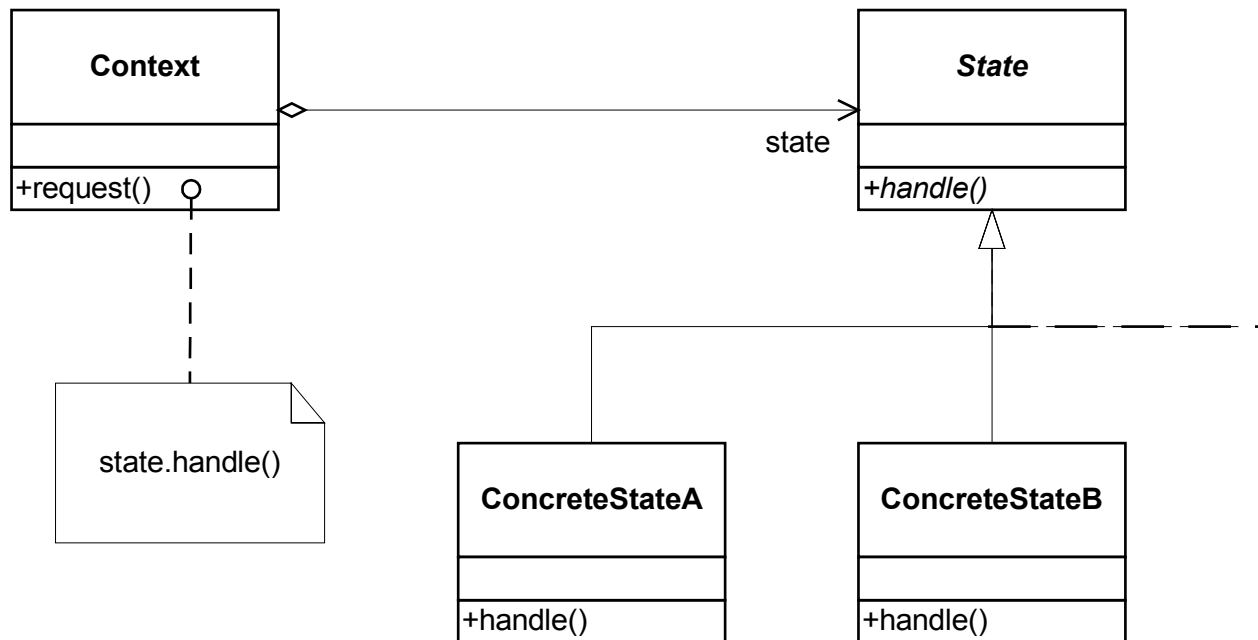 Context
State
state
+request()
+handle()
state.handle()
ConcreteStateA
ConcreteStateB
+handle()
+handle()